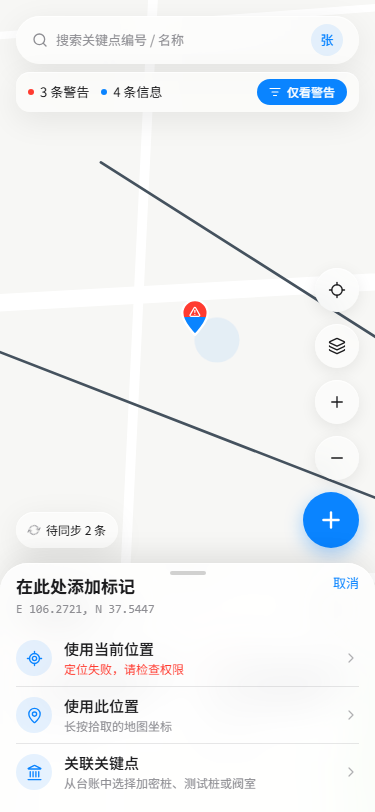 搜索关键点编号 / 名称
张
3 条警告
4 条信息
仅看警告
待同步 2 条
在此处添加标记
取消
E 106.2721, N 37.5447
使用当前位置
定位失败，请检查权限
使用此位置
长按拾取的地图坐标
关联关键点
从台账中选择加密桩、测试桩或阀室